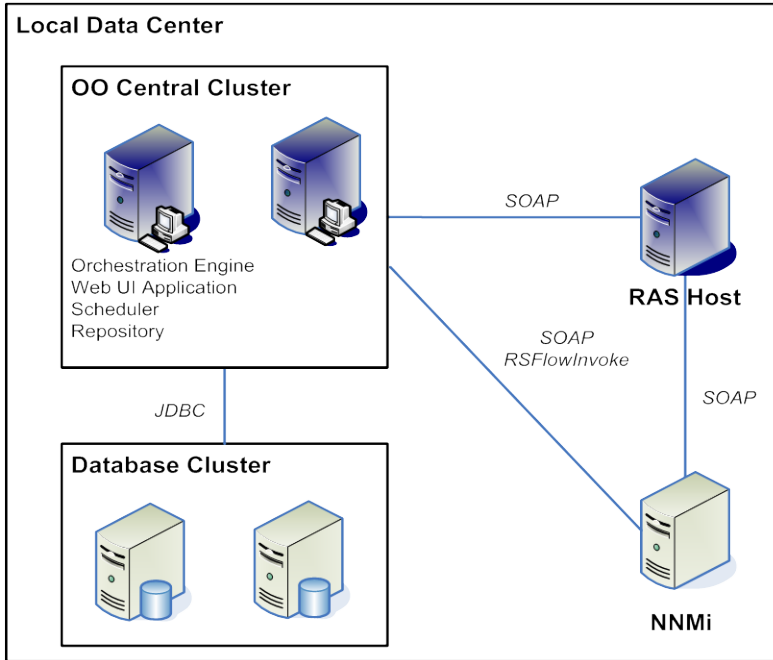 Local Data Center
OO Central Cluster
Orchestration Engine
Web UI Application
Scheduler
Repository
SOAP
RAS Host
SOAP
RSFlowInvoke
SOAP
JDBC
Database Cluster
NNMi